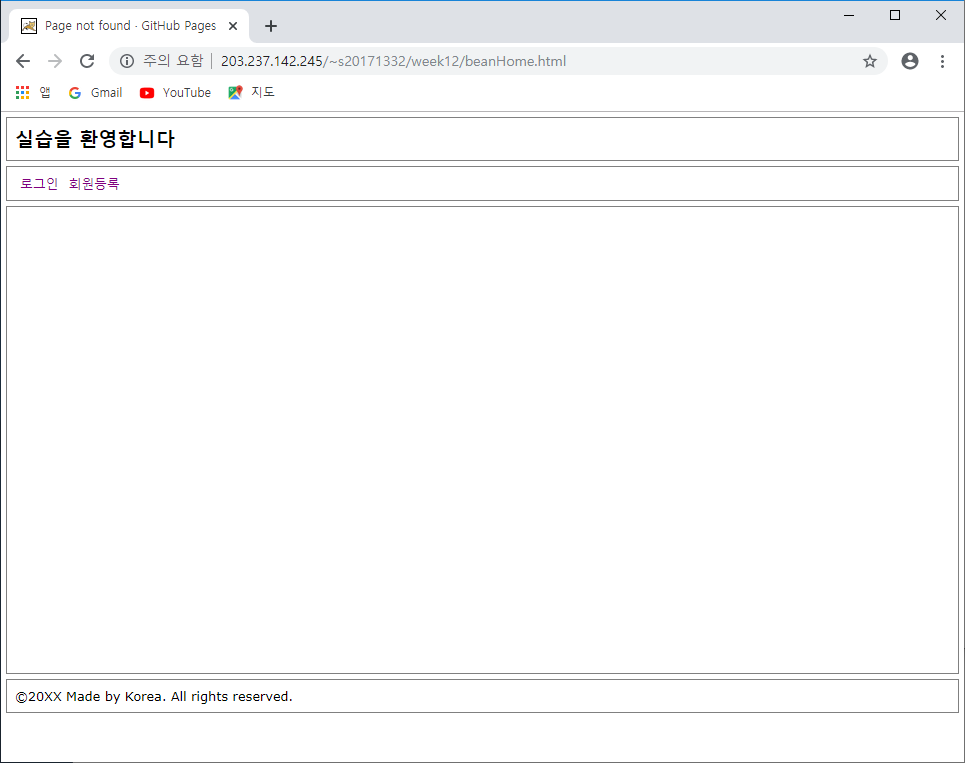 Page not found · GitHub Pages
주의 요함 | 203.237.142.245/~s20171332/week12/beanHome.html
앱 Gmail YouTube 지도
실습을 환영합니다
로그인 회원등록
©20XX Made by Korea. All rights reserved.